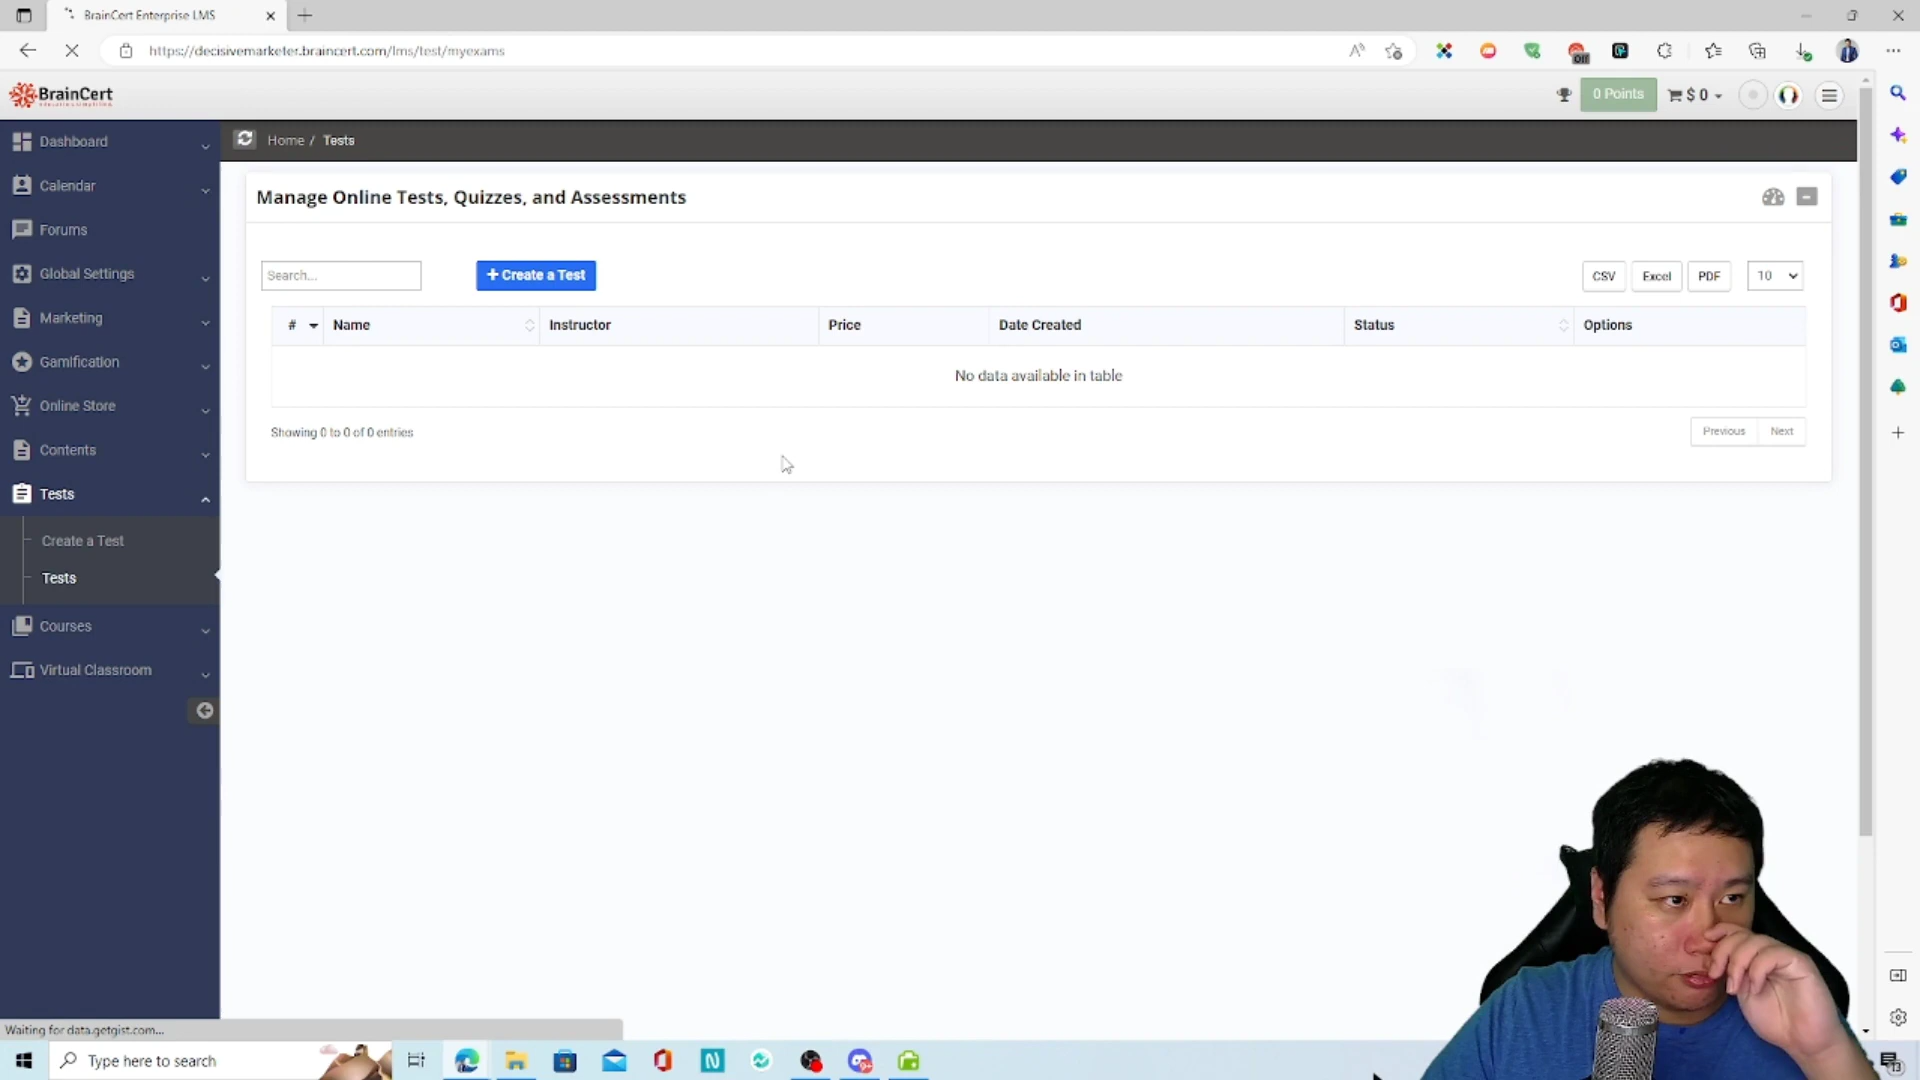 BrainCert Enterprise LMS
https://decisivemarketer.braincert.com/lms/test/myexams
BrainCert
0 Points
$ 0
Dashboard
Calendar
Forums
Global Settings
Marketing
Gamification
Online Store
Contents
Tests
Create a Test
Tests
Courses
Virtual Classroom
Home / Tests
Manage Online Tests, Quizzes, and Assessments
Search...
+ Create a Test
CSV
Excel
PDF
10
# Name Instructor Price Date Created Status Options
No data available in table
Showing 0 to 0 of 0 entries
Previous
Next
Waiting for data.getgist.com...
Type here to search